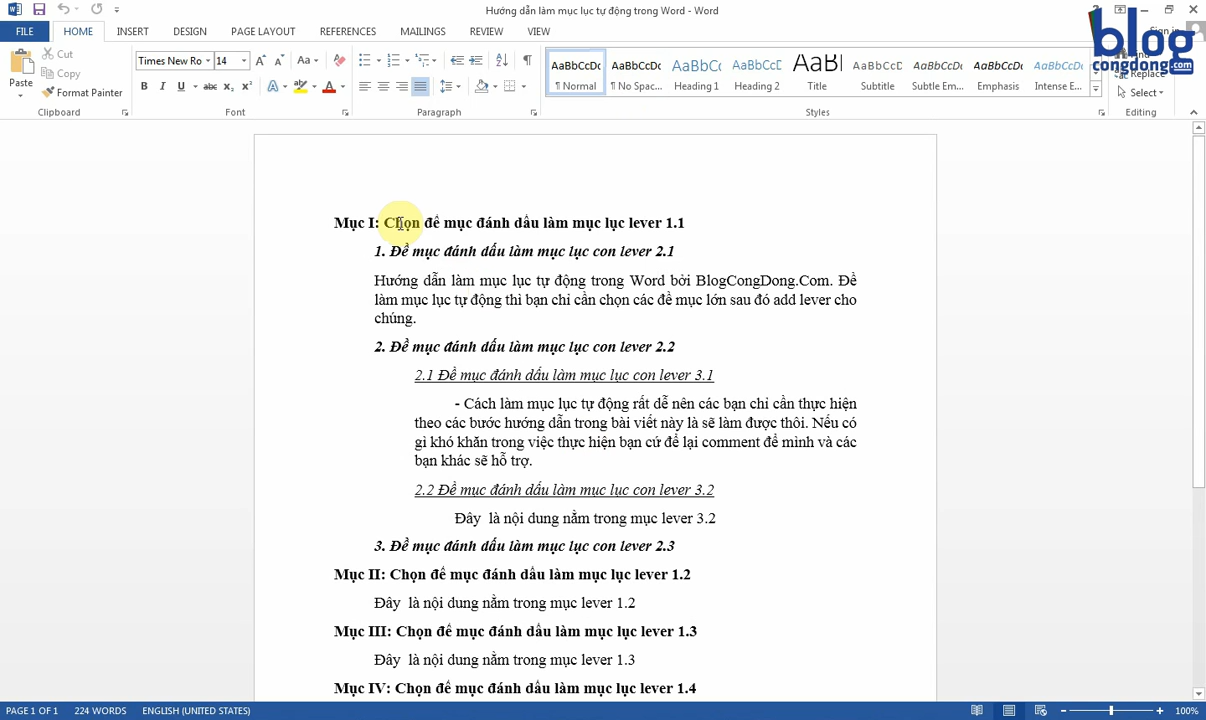 Hướng dẫn làm mục lục tự động trong Word - Word
FILE HOME INSERT DESIGN PAGE LAYOUT REFERENCES MAILINGS REVIEW VIEW
blog
congdong.com
Paste
Cut
Copy
Format Painter
Times New Ro 14
AaBbCcDc AaBbCcDc AaBbCc AaBbCcD AaBb AaBbCcD AaBbCcDc AaBbCcDc AaBbCcDc
¶ Normal ¶ No Spac... Heading 1 Heading 2 Title Subtitle Subtle Em... Emphasis Intense E...
Replace
Select
Clipboard Font Paragraph Styles Editing
Mục I: Chọn đề mục đánh dấu làm mục lục lever 1.1
1. Đề mục đánh dấu làm mục lục con lever 2.1
Hướng dẫn làm mục lục tự động trong Word bởi BlogCongDong.Com. Để
làm mục lục tự động thì bạn chỉ cần chọn các đề mục lớn sau đó add lever cho
chúng.
2. Đề mục đánh dấu làm mục lục con lever 2.2
2.1 Đề mục đánh dấu làm mục lục con lever 3.1
- Cách làm mục lục tự động rất dễ nên các bạn chỉ cần thực hiện
theo các bước hướng dẫn trong bài viết này là sẽ làm được thôi. Nếu có
gì khó khăn trong việc thực hiện bạn cứ để lại comment để mình và các
bạn khác sẽ hỗ trợ.
2.2 Đề mục đánh dấu làm mục lục con lever 3.2
Đây là nội dung nằm trong mục lever 3.2
3. Đề mục đánh dấu làm mục lục con lever 2.3
Mục II: Chọn đề mục đánh dấu làm mục lục lever 1.2
Đây là nội dung nằm trong mục lever 1.2
Mục III: Chọn đề mục đánh dấu làm mục lục lever 1.3
Đây là nội dung nằm trong mục lever 1.3
Mục IV: Chọn đề mục đánh dấu làm mục lục lever 1.4
PAGE 1 OF 1 224 WORDS ENGLISH (UNITED STATES) 100%